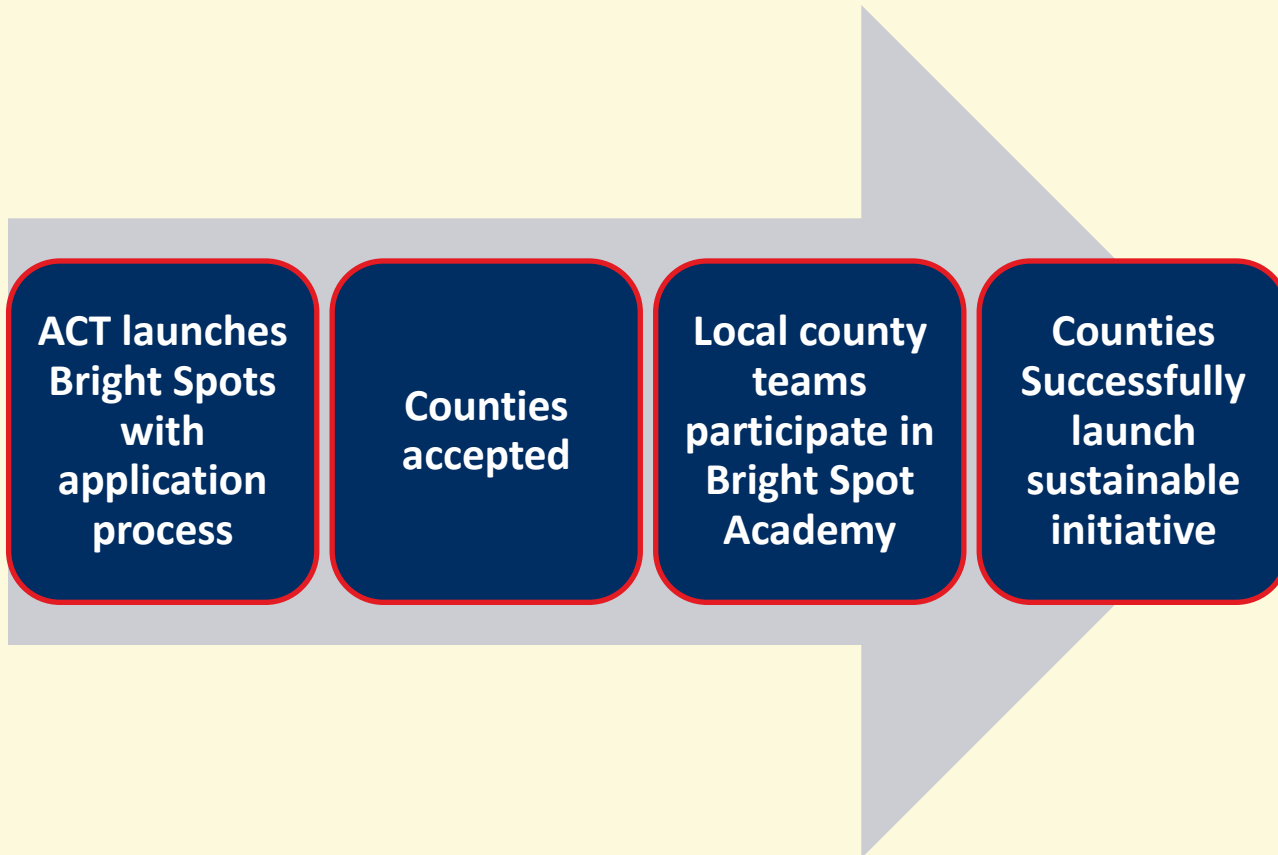 ACT launches
Bright Spots
with
application
process
Counties
accepted
Local county
teams
participate in
Bright Spot
Academy
Counties
Successfully
launch
sustainable
initiative